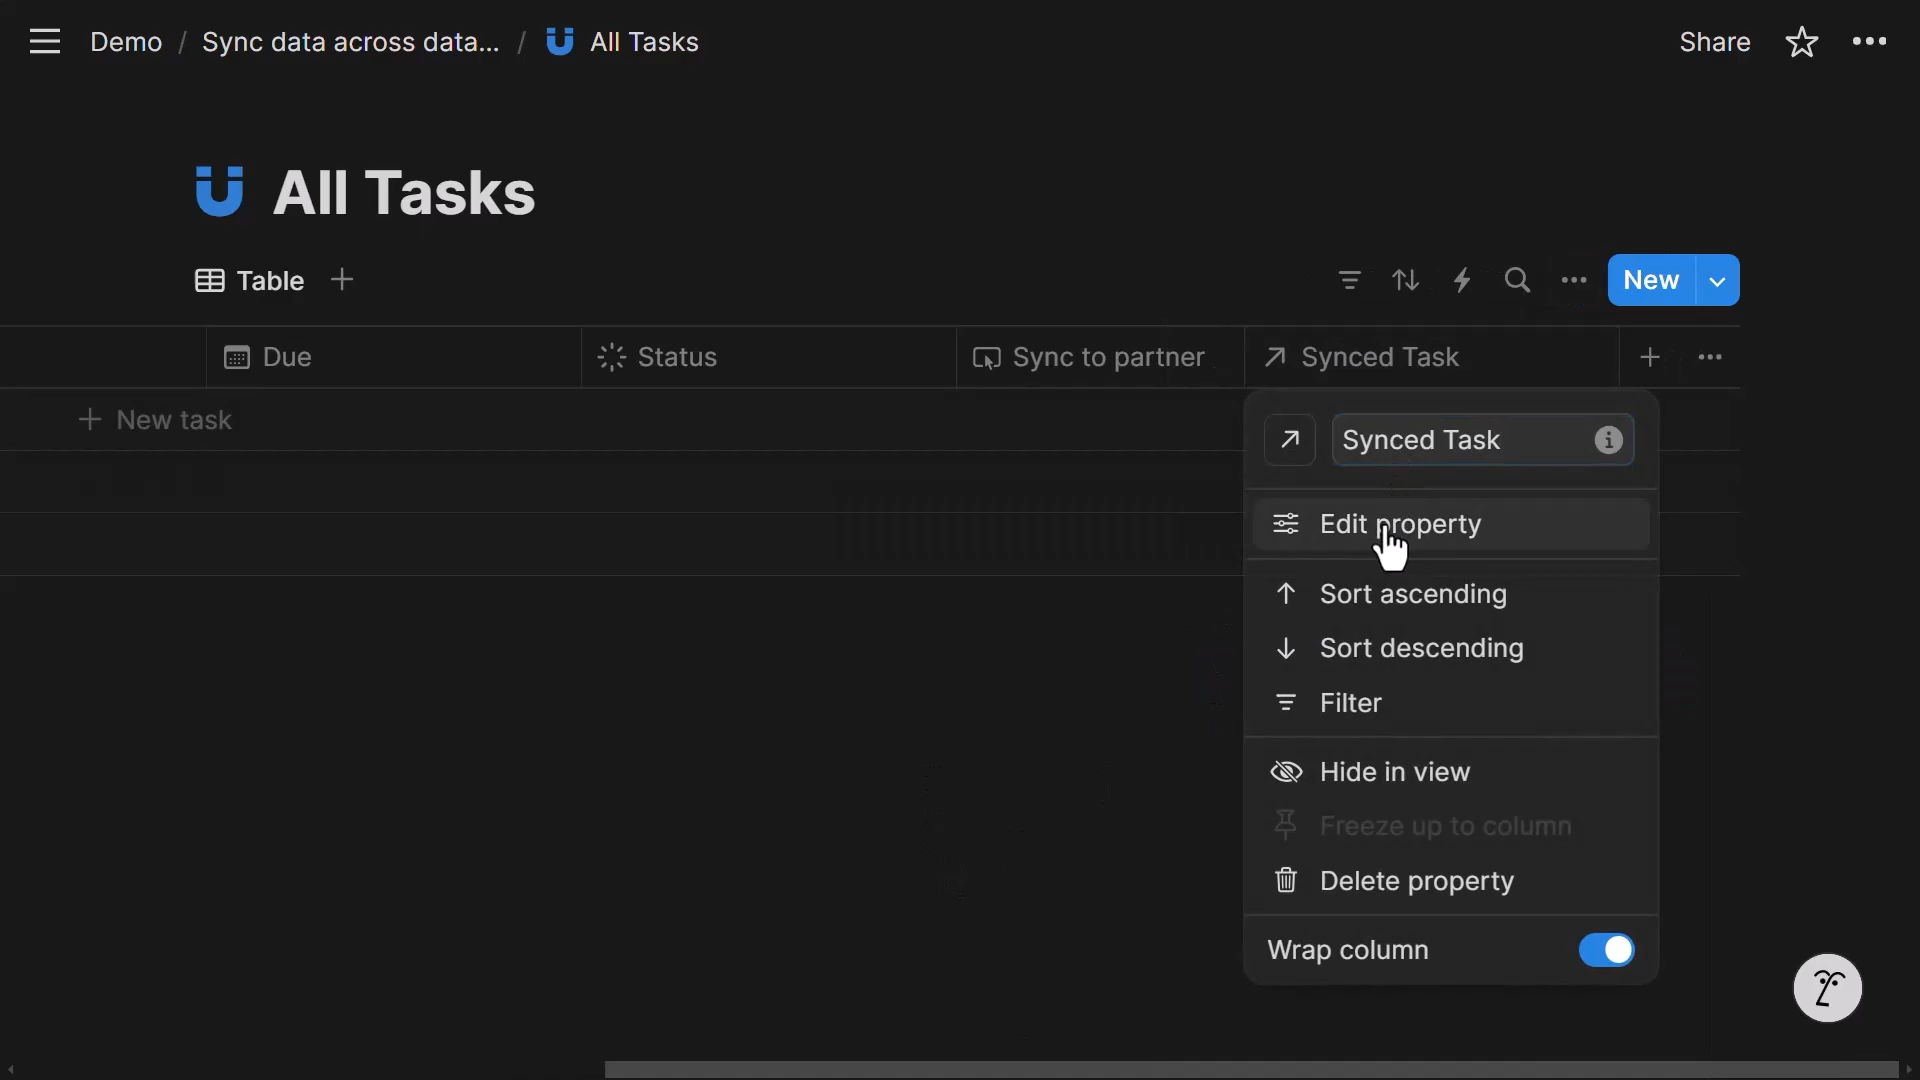 Demo / Sync data across data... / All Tasks
Share
All Tasks
Table
New
Due
Status
Sync to partner
Synced Task
New task
Synced Task
Edit property
Sort ascending
Sort descending
Filter
Hide in view
Freeze up to column
Delete property
Wrap column